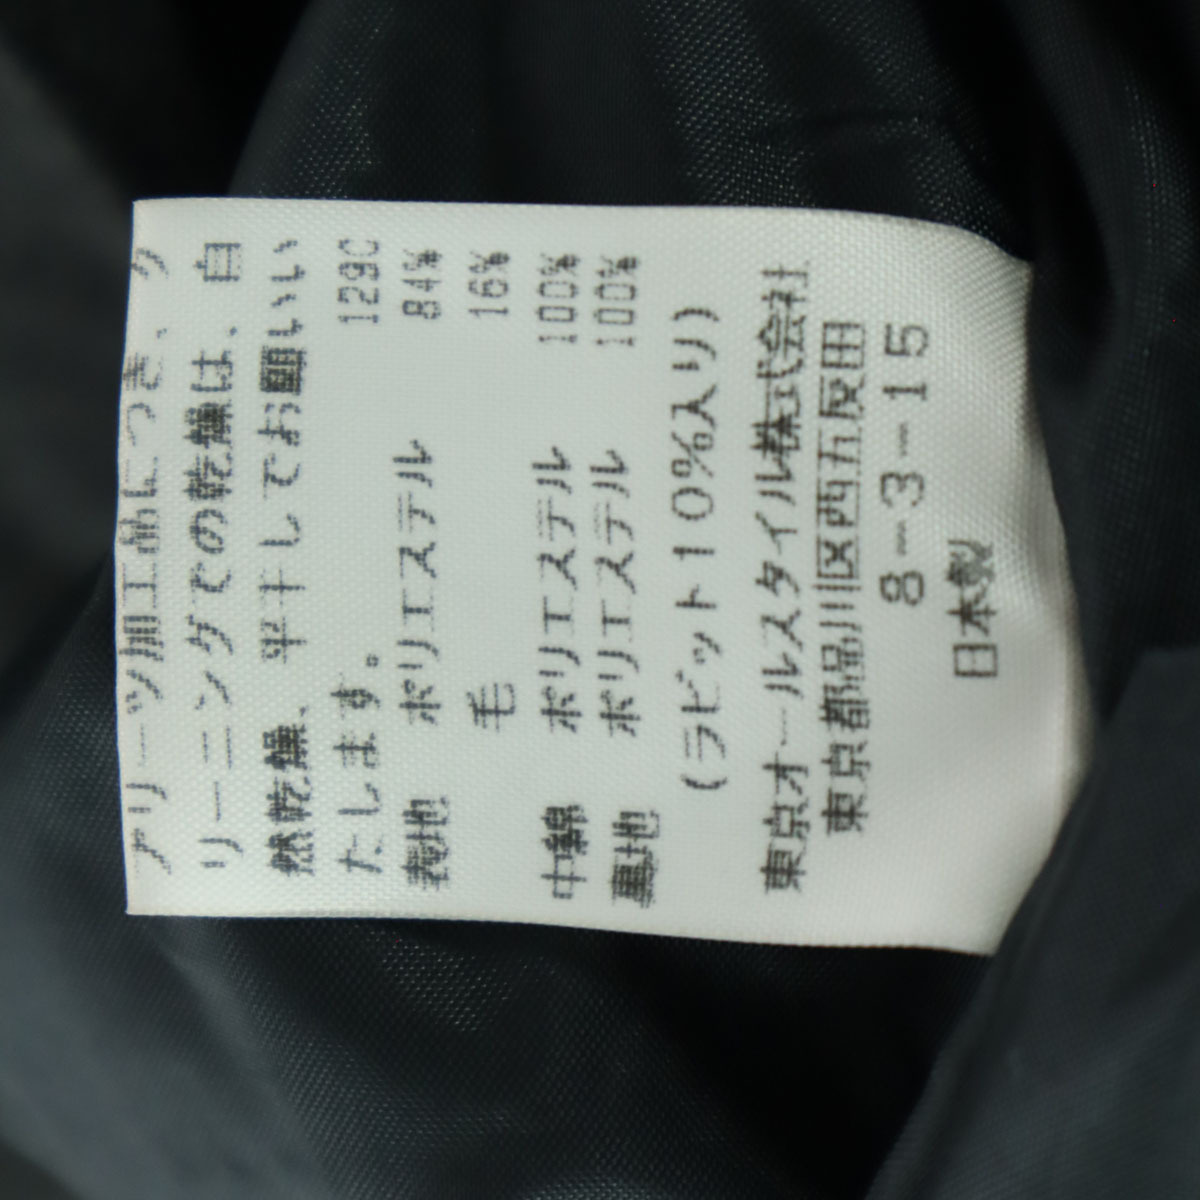 アリーツ加工品につき、ク
リーニングでの乾燥は、自
然乾燥、平干しでお願いい
たします。 129C
表地 ポリエステル 84%
毛 16%
中綿 ポリエステル 100%
裏地 ポリエステル 100%
(ラビット10%入り)
東京オールスタイル株式会社
東京都品川区西五反田
8-3-15
日本製